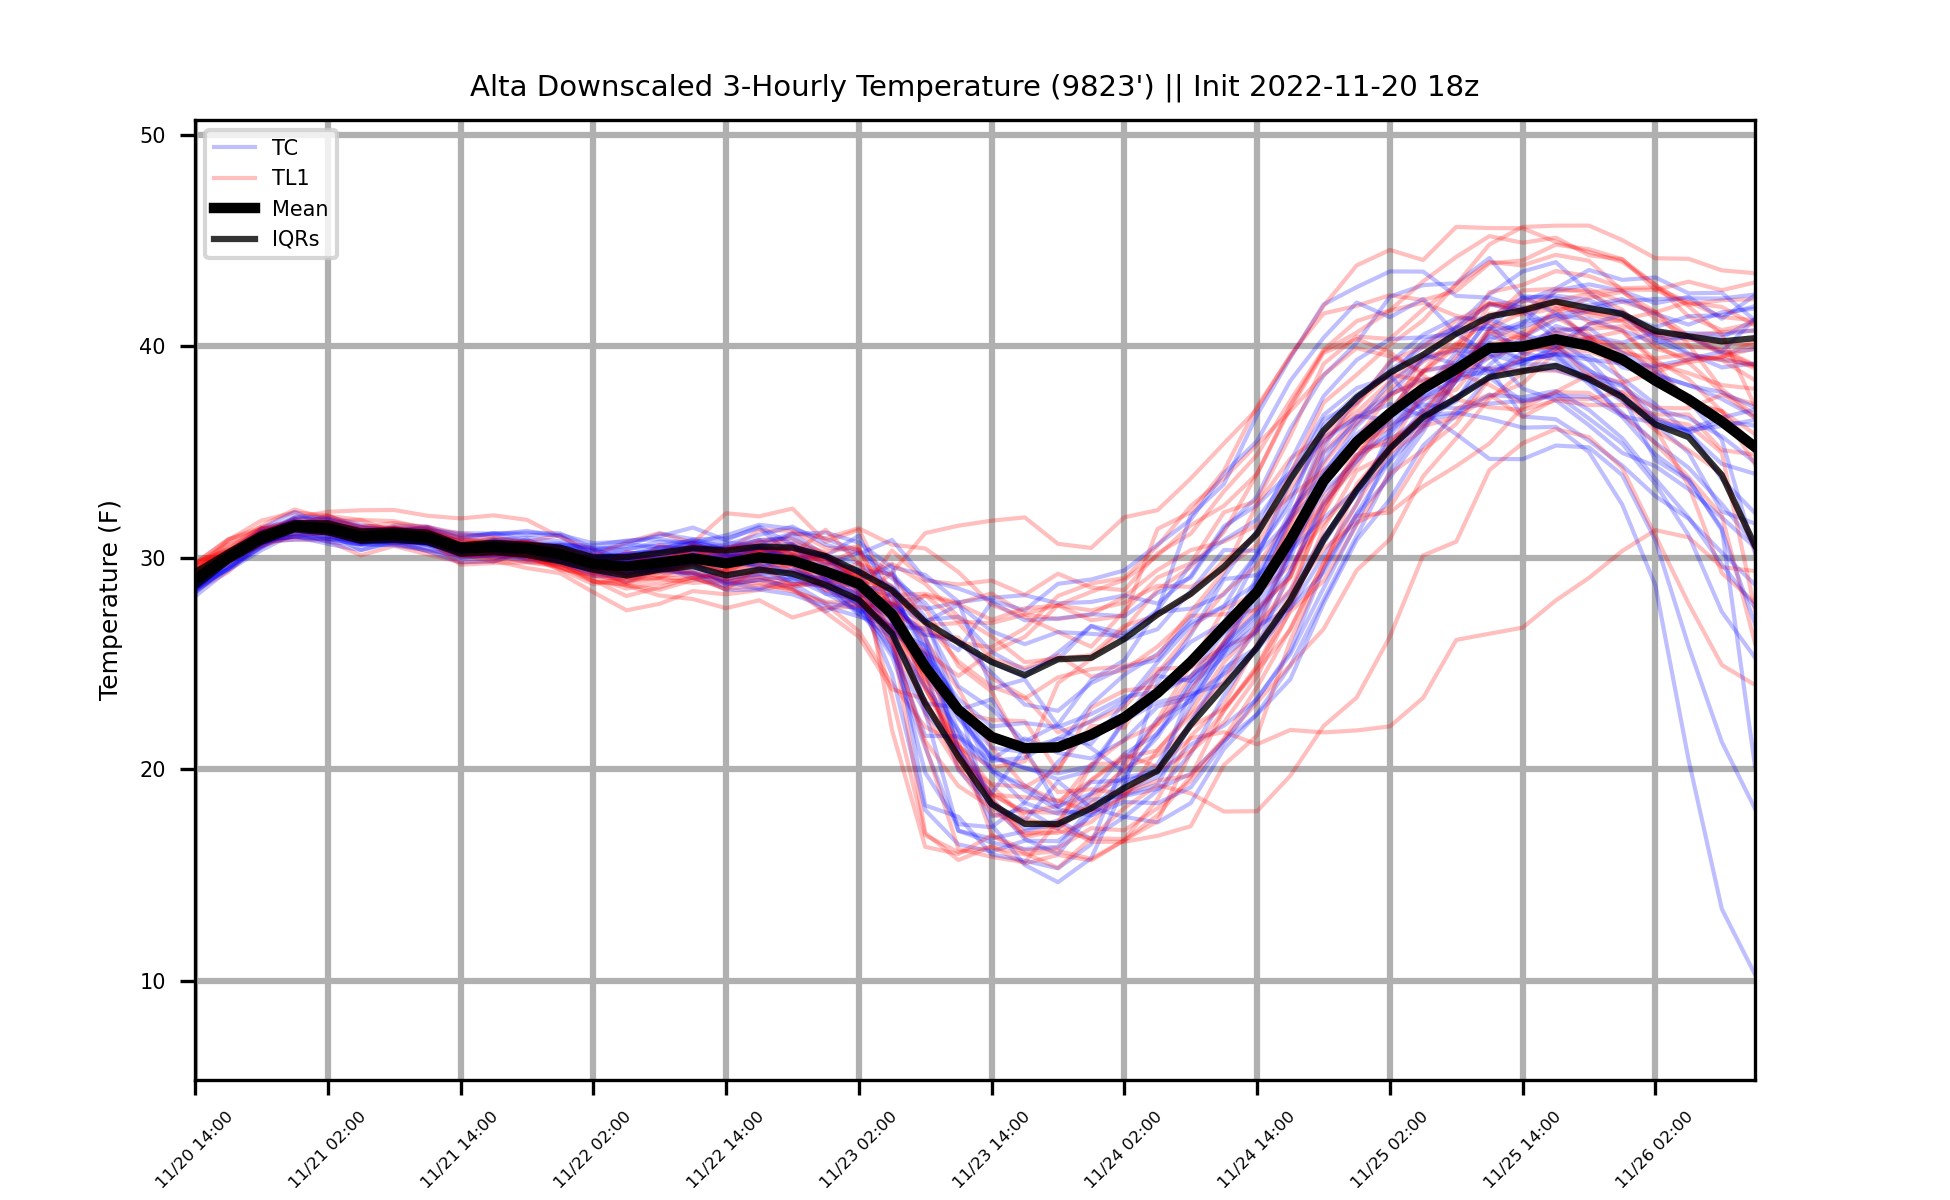 Alta Downscaled 3-Hourly Temperature (9823') || Init 2022-11-20 18z
TC
TL1
Mean
IQRs
Temperature (F)
50
40
30
20
10
11/20 14:00
11/21 02:00
11/21 14:00
11/22 02:00
11/22 14:00
11/23 02:00
11/23 14:00
11/24 02:00
11/24 14:00
11/25 02:00
11/25 14:00
11/26 02:00